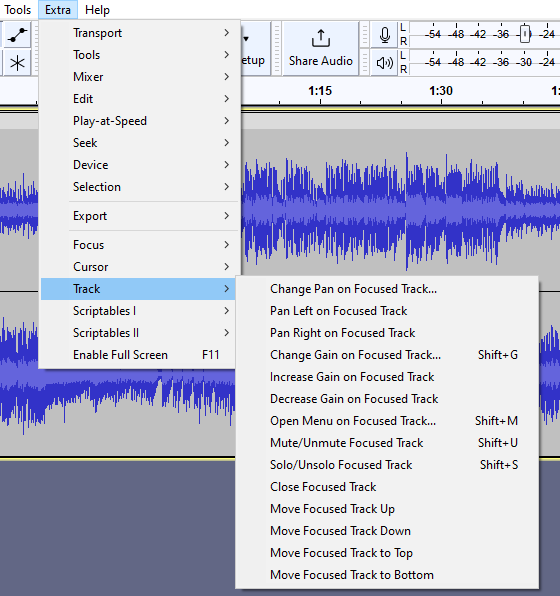 Tools Extra Help
L
R
-54 -48 -42 -36 -30 -24
etup
Share Audio
L
R
-54 -48 -42 -36 -30 -24
1:15 1:30
Transport
Tools
Mixer
Edit
Play-at-Speed
Seek
Device
Selection
Export
Focus
Cursor
Track
Scriptables I
Scriptables II
Enable Full Screen F11
Change Pan on Focused Track...
Pan Left on Focused Track
Pan Right on Focused Track
Change Gain on Focused Track... Shift+G
Increase Gain on Focused Track
Decrease Gain on Focused Track
Open Menu on Focused Track... Shift+M
Mute/Unmute Focused Track Shift+U
Solo/Unsolo Focused Track Shift+S
Close Focused Track
Move Focused Track Up
Move Focused Track Down
Move Focused Track to Top
Move Focused Track to Bottom